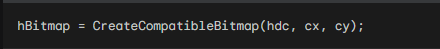 hBitmap = CreateCompatibleBitmap(hdc, cx, cy);